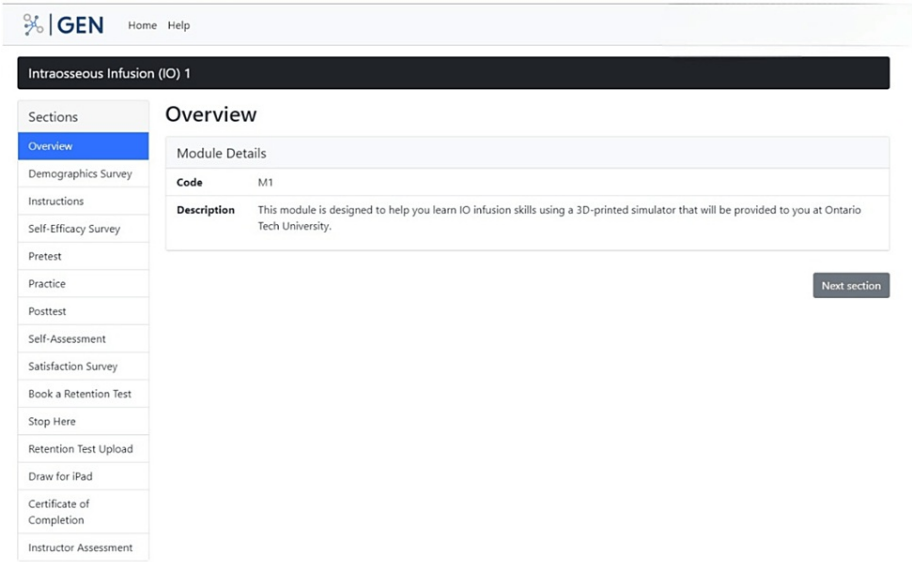 GEN Home Help
Intraosseous Infusion (IO) 1
Sections
Overview
Demographics Survey
Instructions
Self-Efficacy Survey
Pretest
Practice
Posttest
Self-Assessment
Satisfaction Survey
Book a Retention Test
Stop Here
Retention Test Upload
Draw for iPad
Certificate of
Completion
Instructor Assessment
Overview
Module Details
Code M1
Description This module is designed to help you learn IO infusion skills using a 3D-printed simulator that will be provided to you at Ontario
Tech University.
Next section